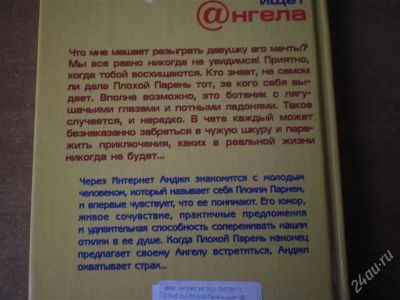 ищет
@нгела
Что мне мешает разыграть девушку его мечты?
Мы все равно никогда не увидимся! Приятно,
когда тобой восхищаются. Кто знает, на самом
ли деле Плохой Парень тот, за кого себя вы-
дает. Вполне возможно, это ботаник с лягу-
шачьими глазами и потными ладонями. Такое
случается, и нередко. В чате каждый может
безнаказанно забраться в чужую шкуру и пере-
жить приключения, каких в реальной жизни
никогда не будет...
Через Интернет Анджи знакомится с молодым
человеком, который называет себя Плохим Парнем,
и впервые чувствует, что ее понимают. Его юмор,
живое сочувствие, практичные предложения
и удивительная способность сопереживать нашли
отклик в ее душе. Когда Плохой Парень наконец
предлагает своему Ангелу встретиться, Анджи
охватывает страх...
24au.ru